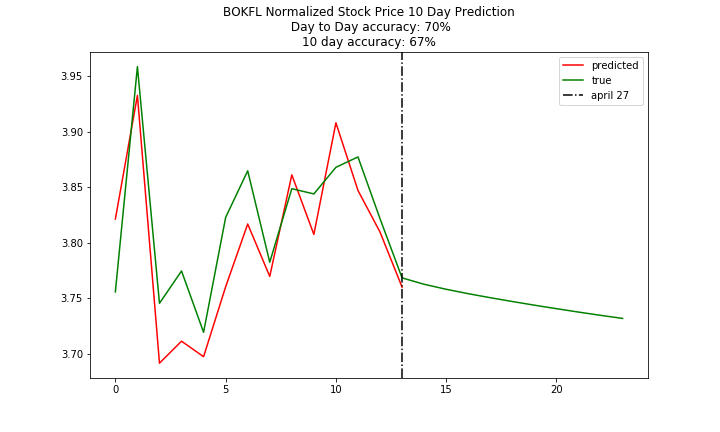 BOKFL Normalized Stock Price 10 Day Prediction
Day to Day accuracy: 70%
10 day accuracy: 67%
predicted
true
april 27
3.95
3.90
3.85
3.80
3.75
3.70
0 5 10 15 20